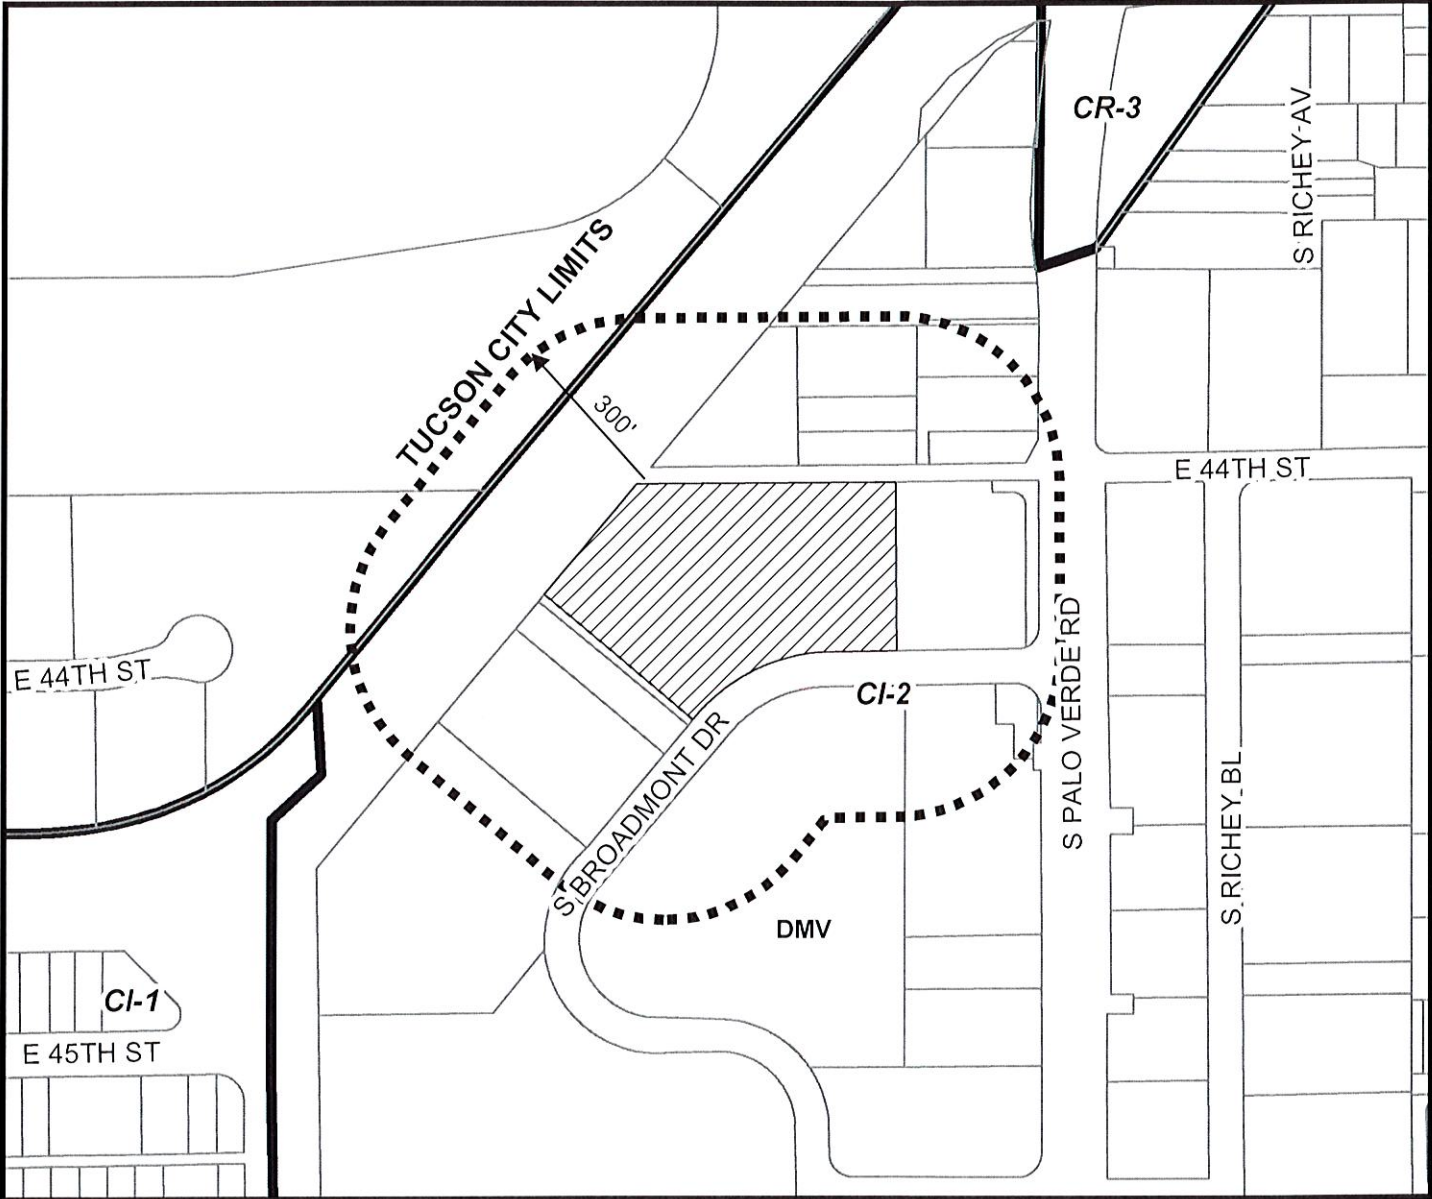 CR-3
S RICHEY AV
TUCSON CITY LIMITS
300'
E 44TH ST
E 44TH ST
CI-2
S PALO VERDE RD
S BROADMONT DR
S RICHEY BL
DMV
CI-1
E 45TH ST